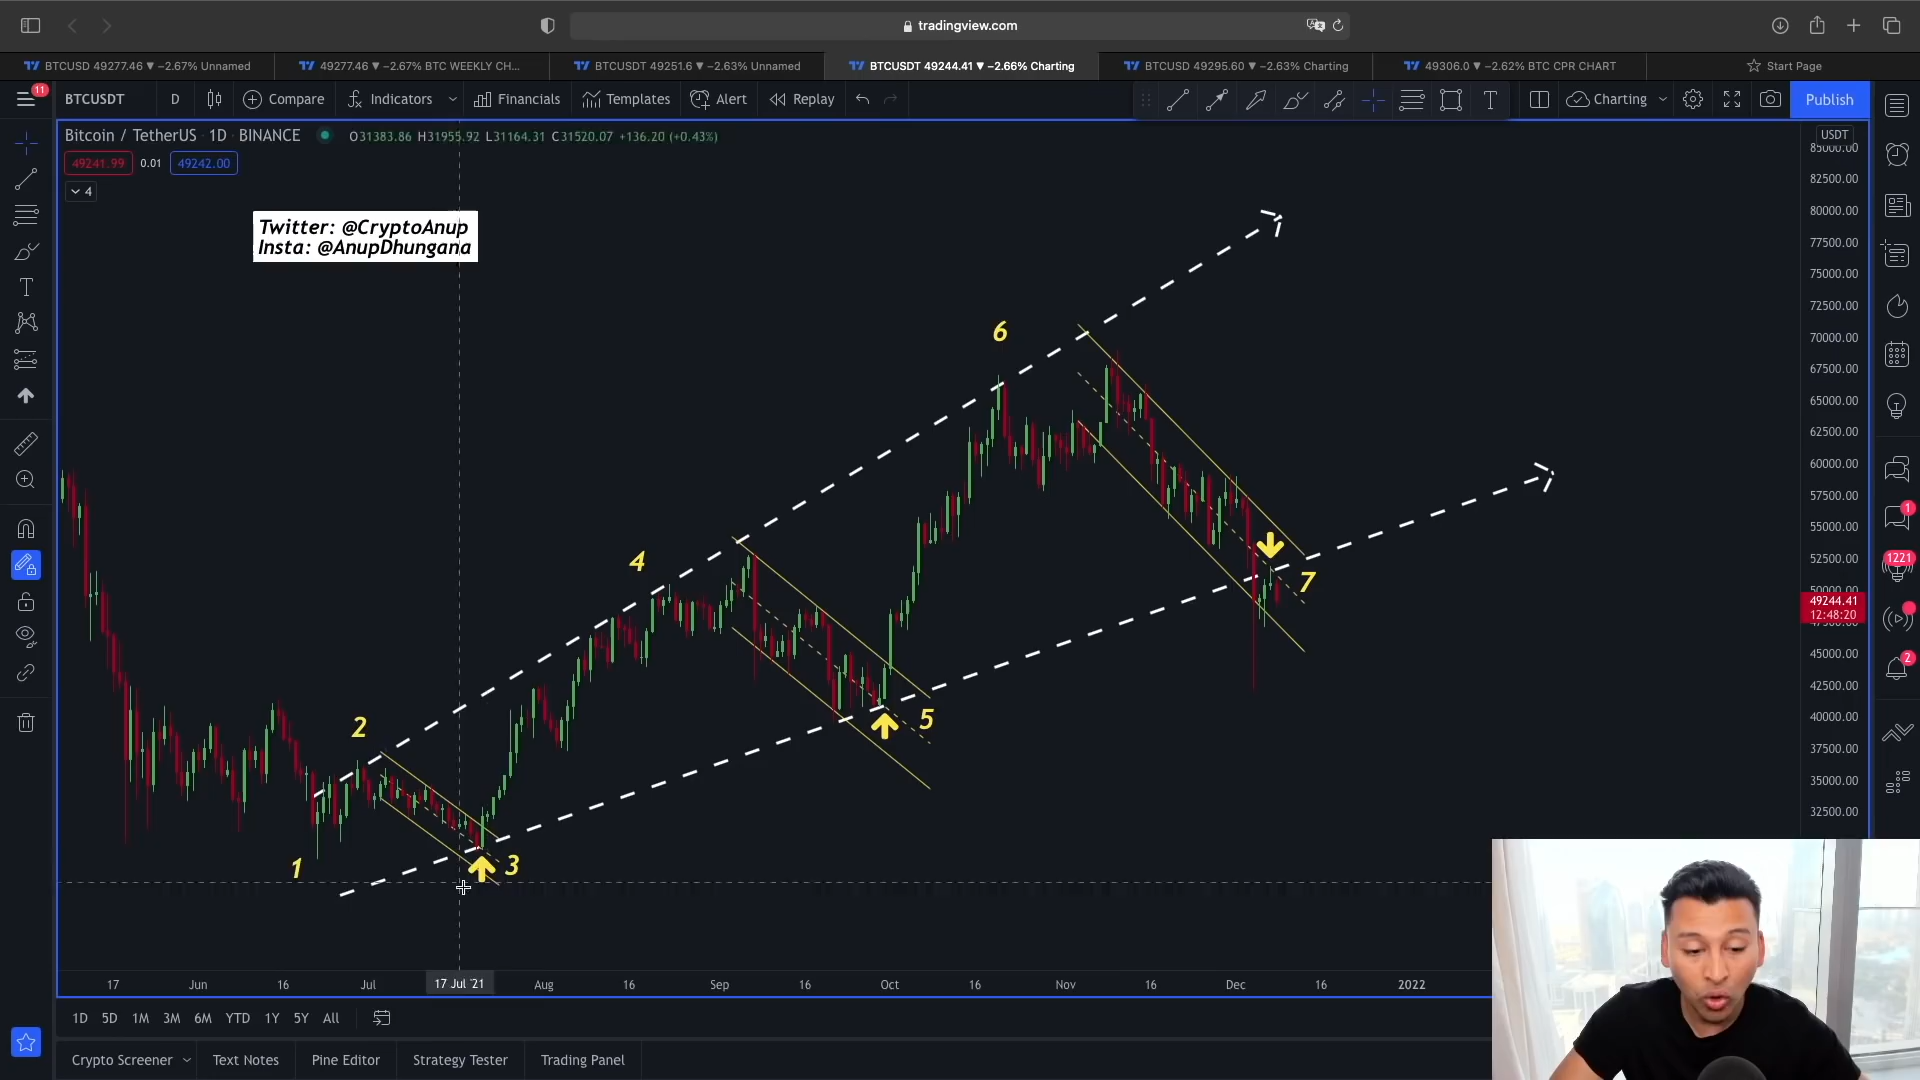 tradingview.com
BTCUSD 49277.46 ▼ −2.67% Unnamed
49277.46 ▼ −2.67% BTC WEEKLY CH...
BTCUSDT 49251.6 ▼ −2.63% Unnamed
BTCUSDT 49244.41 ▼ −2.66% Charting
BTCUSD 49295.60 ▼ −2.63% Charting
49306.0 ▼ −2.62% BTC CPR CHART
Start Page
11
BTCUSDT
D
Compare
Indicators
Financials
Templates
Alert
Replay
Charting
Publish
Bitcoin / TetherUS 1D BINANCE
O31383.86 H31955.92 L31164.31 C31520.07 +136.20 (+0.43%)
USDT
49241.99
0.01
49242.00
4
Twitter: @CryptoAnup
Insta: @AnupDhungana
85000.00
82500.00
80000.00
77500.00
75000.00
72500.00
70000.00
67500.00
65000.00
62500.00
60000.00
57500.00
55000.00
52500.00
50000.00
49244.41
12:48:20
47500.00
45000.00
42500.00
40000.00
37500.00
35000.00
32500.00
6
4
7
2
5
1
3
1
1221
2
17
Jun
16
Jul
17 Jul '21
Aug
16
Sep
16
Oct
16
Nov
16
Dec
16
2022
1D
5D
1M
3M
6M
YTD
1Y
5Y
All
Crypto Screener
Text Notes
Pine Editor
Strategy Tester
Trading Panel